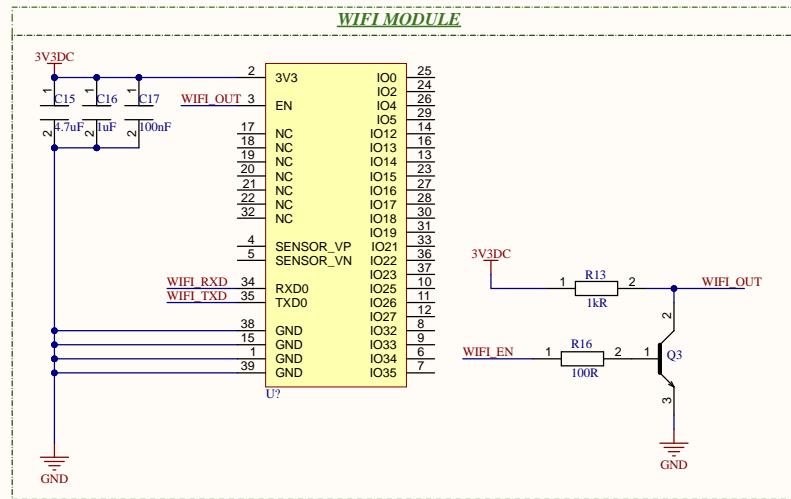 WIFI MODULE
3V3DC
1 C15 4.7uF 2
1 C16 1uF 2
1 C17 100nF 2
WIFI_OUT
2 3V3
3 EN
17 NC
18 NC
19 NC
20 NC
21 NC
22 NC
32 NC
4 SENSOR_VP
5 SENSOR_VN
WIFI_RXD 34 RXD0
WIFI_TXD 35 TXD0
38 GND
15 GND
1 GND
39 GND
IO0 25
IO2 24
IO4 26
IO5 29
IO12 14
IO13 16
IO14 13
IO15 23
IO16 27
IO17 28
IO18 30
IO19 31
IO21 33
IO22 36
IO23 37
IO25 10
IO26 11
IO27 12
IO32 8
IO33 9
IO34 6
IO35 7
U?
GND
3V3DC
1 R13 2
1kR
WIFI_OUT
WIFI_EN
1 R16 2
100R
2
1 Q3
3
GND